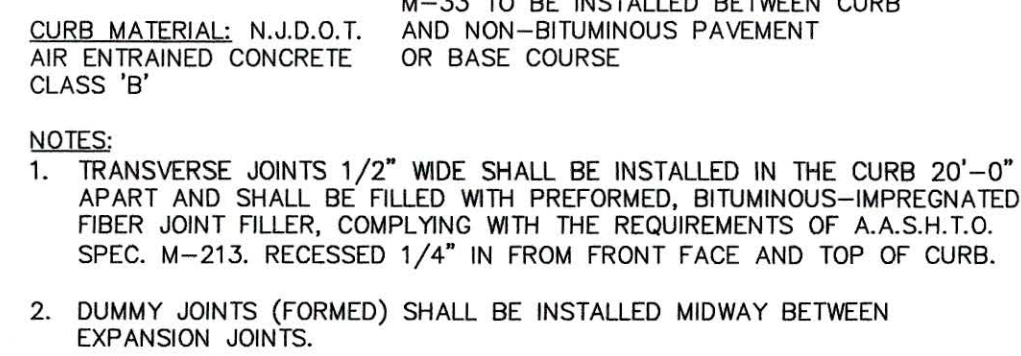 M-33 TO BE INSTALLED BETWEEN CURB
CURB MATERIAL: N.J.D.O.T. AND NON-BITUMINOUS PAVEMENT
AIR ENTRAINED CONCRETE OR BASE COURSE
CLASS 'B'
NOTES:
1. TRANSVERSE JOINTS 1/2" WIDE SHALL BE INSTALLED IN THE CURB 20'-0"
APART AND SHALL BE FILLED WITH PREFORMED, BITUMINOUS-IMPREGNATED
FIBER JOINT FILLER, COMPLYING WITH THE REQUIREMENTS OF A.A.S.H.T.O.
SPEC. M-213. RECESSED 1/4" IN FROM FRONT FACE AND TOP OF CURB.
2. DUMMY JOINTS (FORMED) SHALL BE INSTALLED MIDWAY BETWEEN
EXPANSION JOINTS.